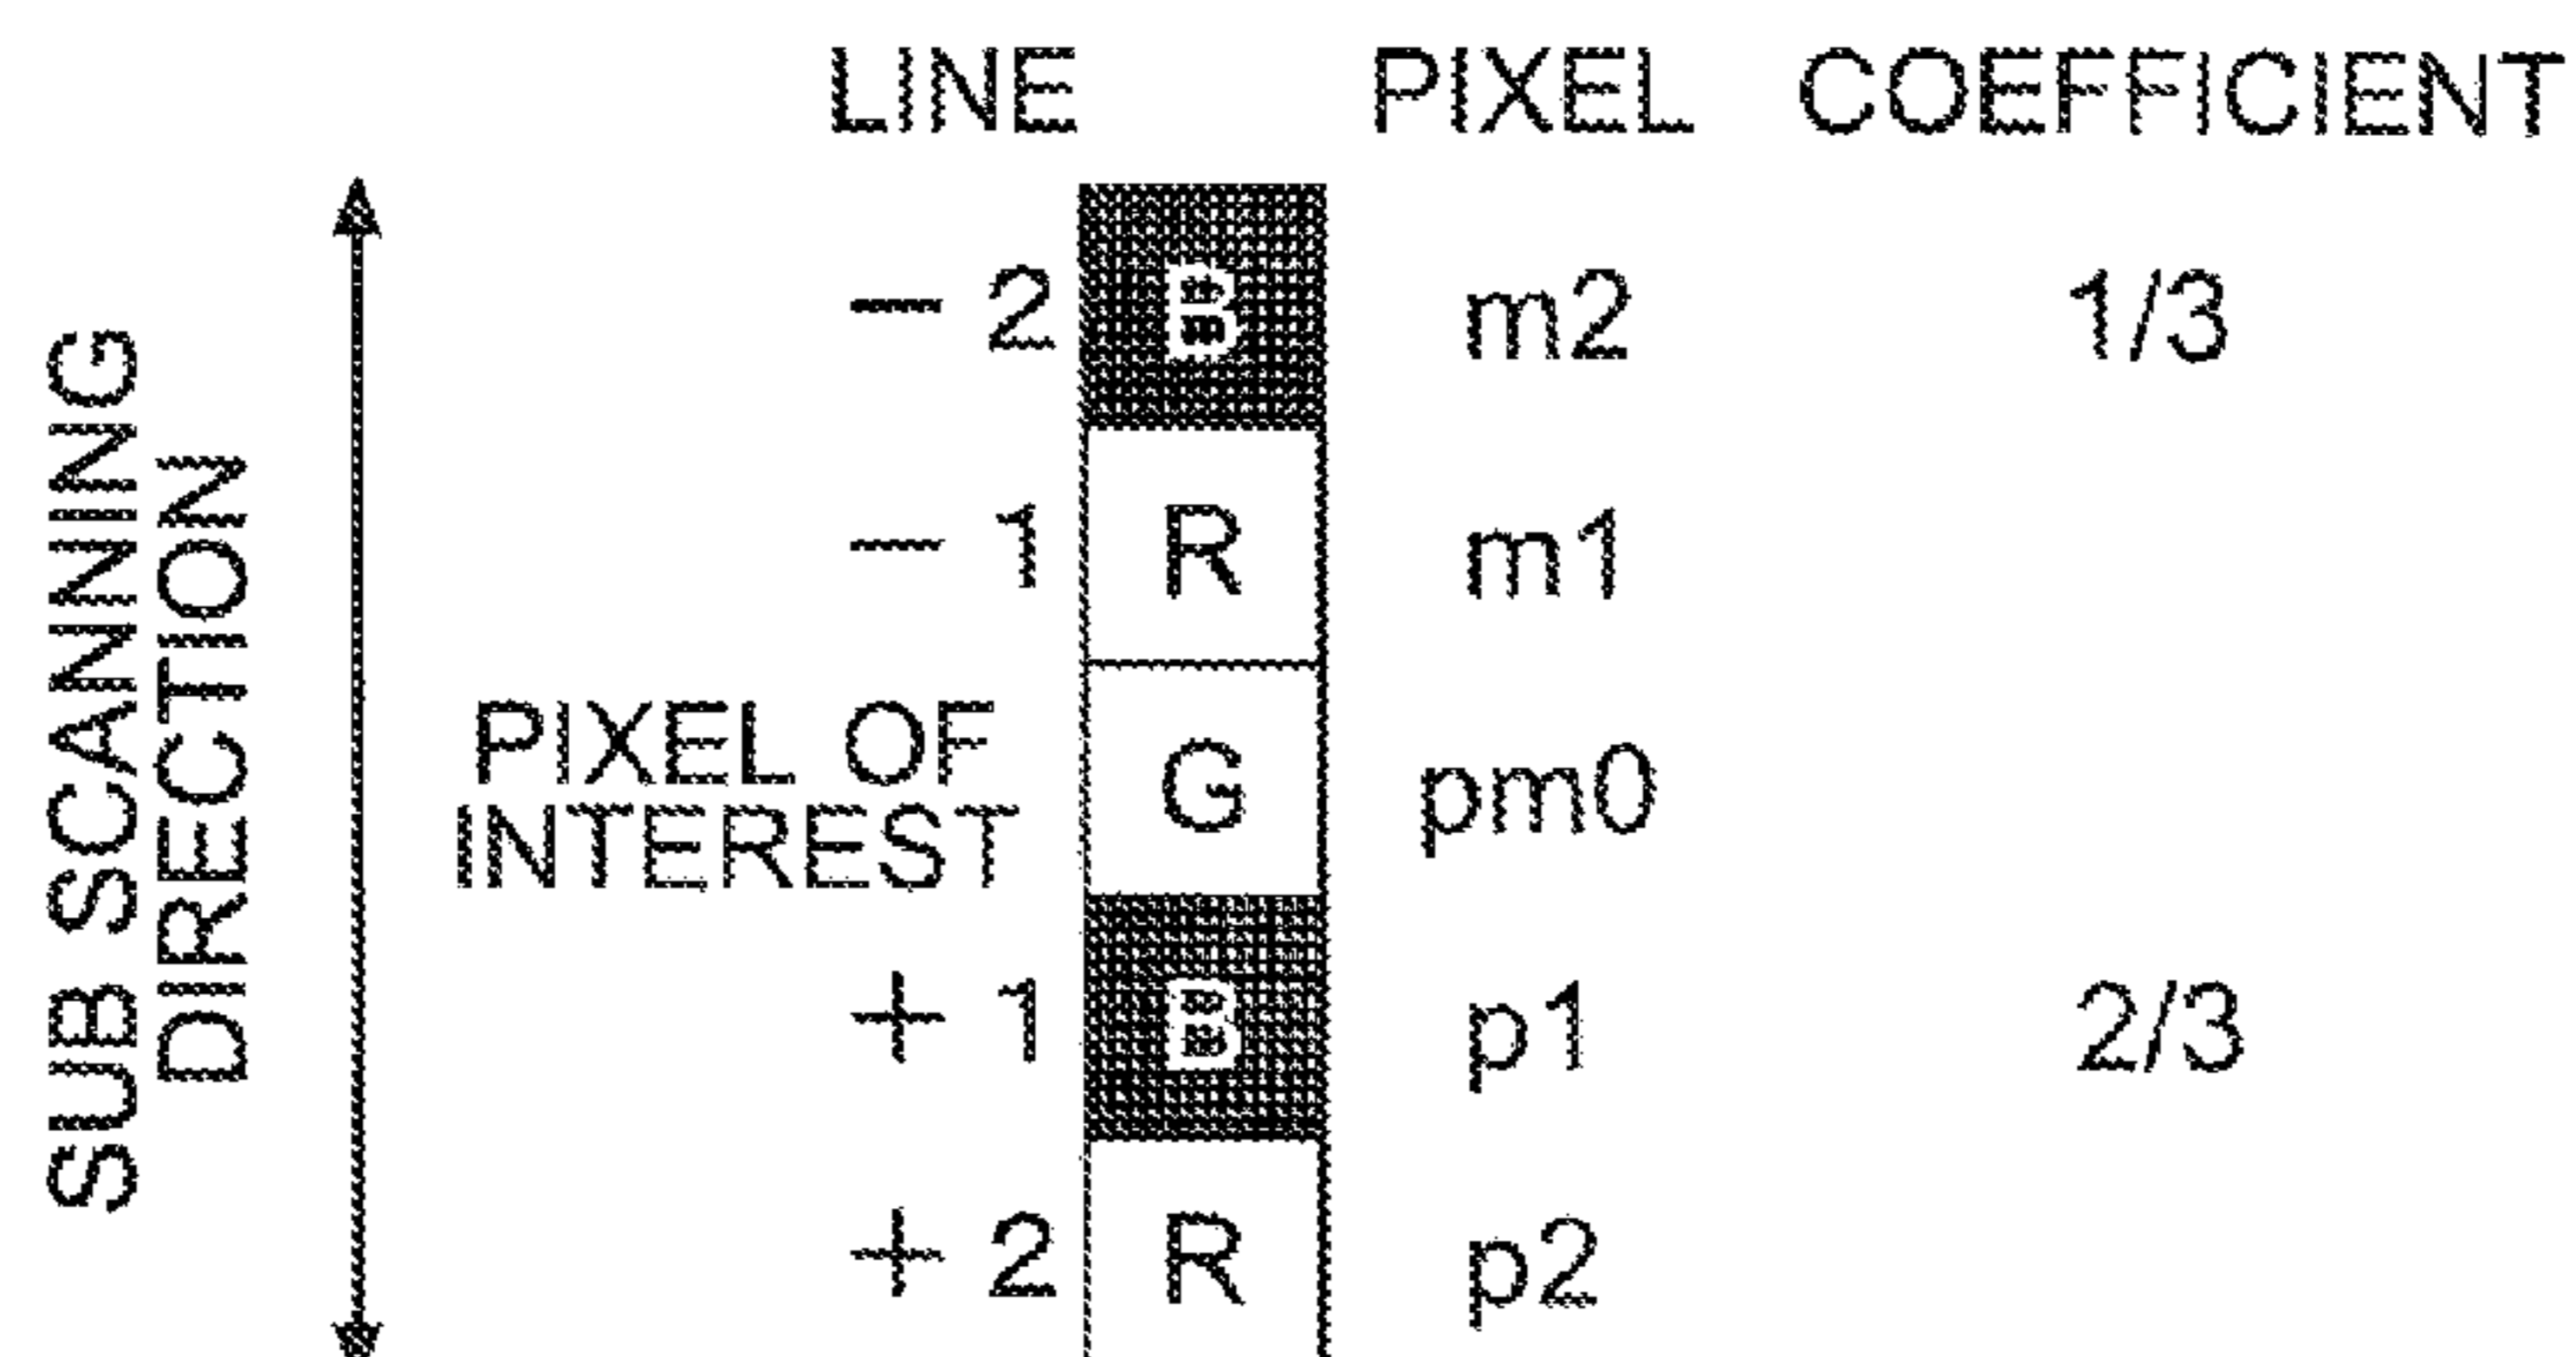 LINE PIXEL COEFFICIENT
− 2 B m2 1/3
− 1 R m1
PIXEL OF
INTEREST G pm0
+ 1 B p1 2/3
+ 2 R p2
SUB SCANNING
DIRECTION